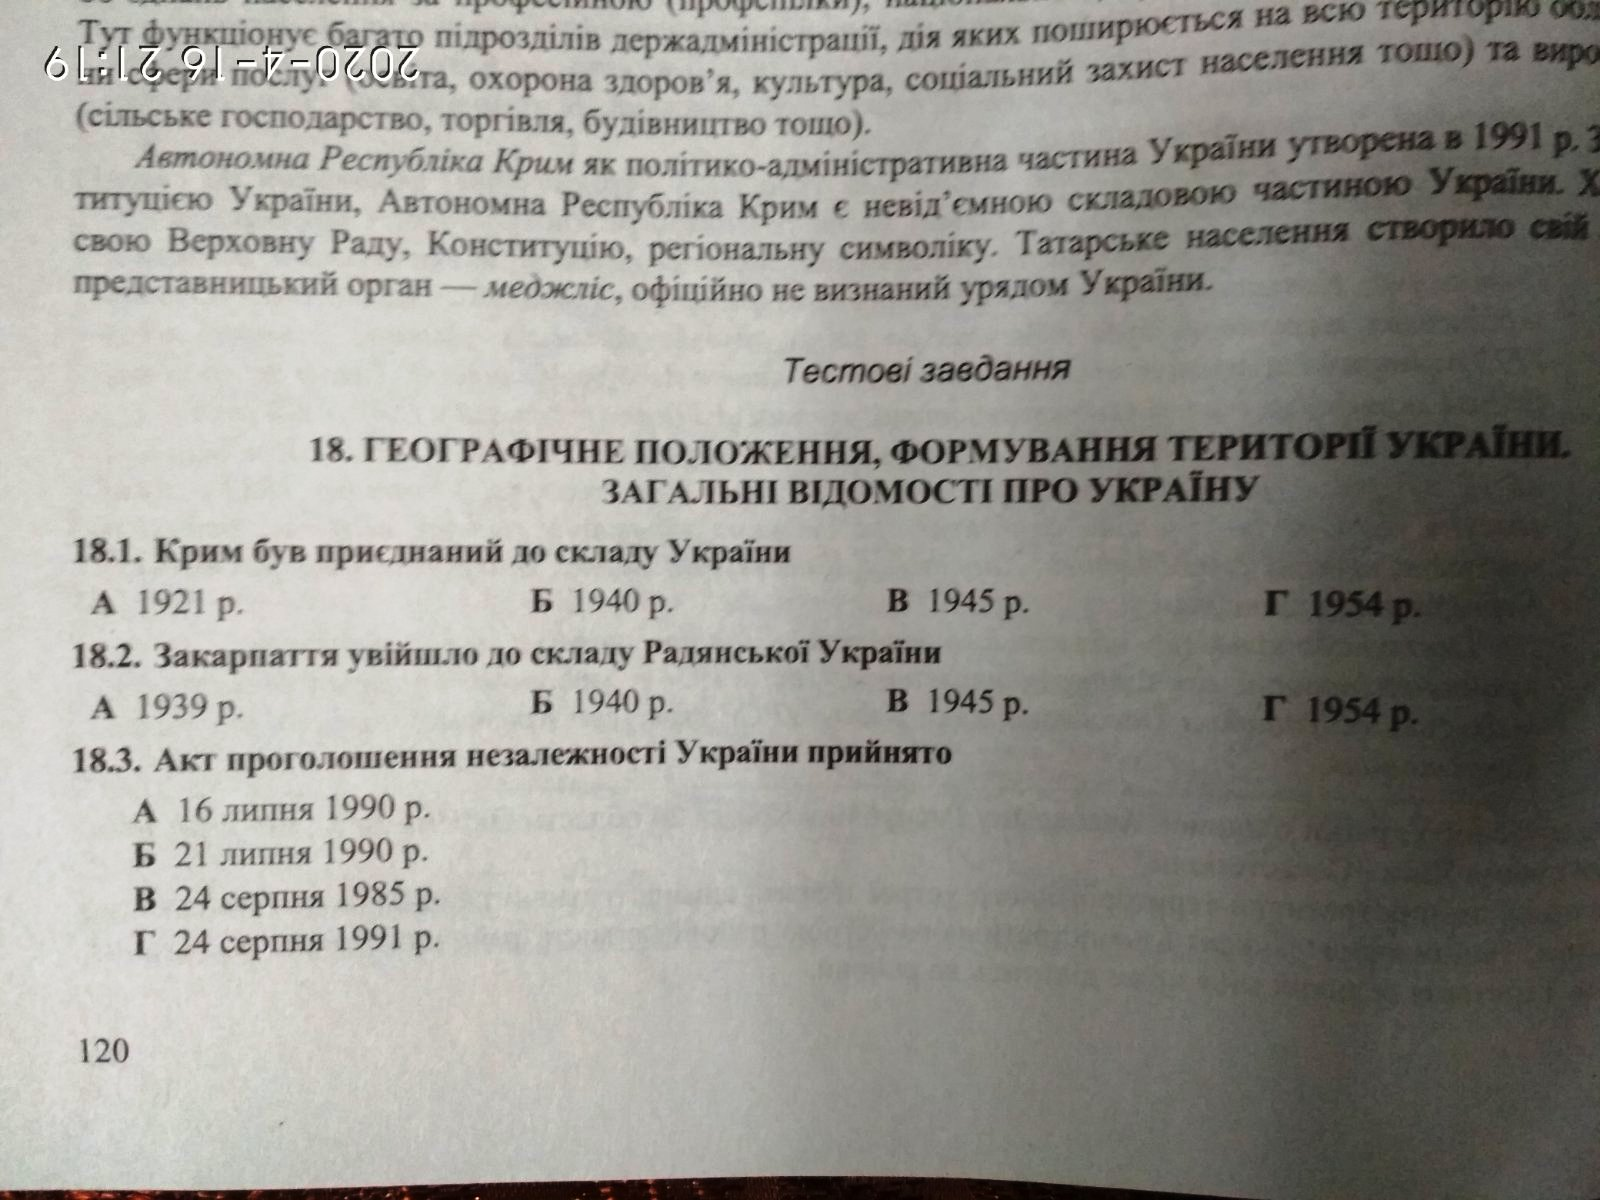 за професійною (профспілки),
Тут функціонує багато підрозділів держадміністрації, дія яких поширюється на всю територію
ни сфери послуг (освіта, охорона здоров’я, культура, соціальний захист населення тощо) та
2020-4-16 21:19
(сільське господарство, торгівля, будівництво тощо).
Автономна Республіка Крим як політико-адміністративна частина України утворена в 1991 р. З
титуцією України, Автономна Республіка Крим є невід’ємною складовою частиною України.
свою Верховну Раду, Конституцію, регіональну символіку. Татарське населення створило свій
представницький орган — меджліс, офіційно не визнаний урядом України.
Тестові завдання
18. ГЕОГРАФІЧНЕ ПОЛОЖЕННЯ, ФОРМУВАННЯ ТЕРИТОРІЇ УКРАЇНИ.
ЗАГАЛЬНІ ВІДОМОСТІ ПРО УКРАЇНУ
18.1. Крим був приєднаний до складу України
А 1921 р. Б 1940 р. В 1945 р. Г 1954 р.
18.2. Закарпаття увійшло до складу Радянської України
А 1939 р. Б 1940 р. В 1945 р. Г 1954 р.
18.3. Акт проголошення незалежності України прийнято
А 16 липня 1990 р.
Б 21 липня 1990 р.
В 24 серпня 1985 р.
Г 24 серпня 1991 р.
120